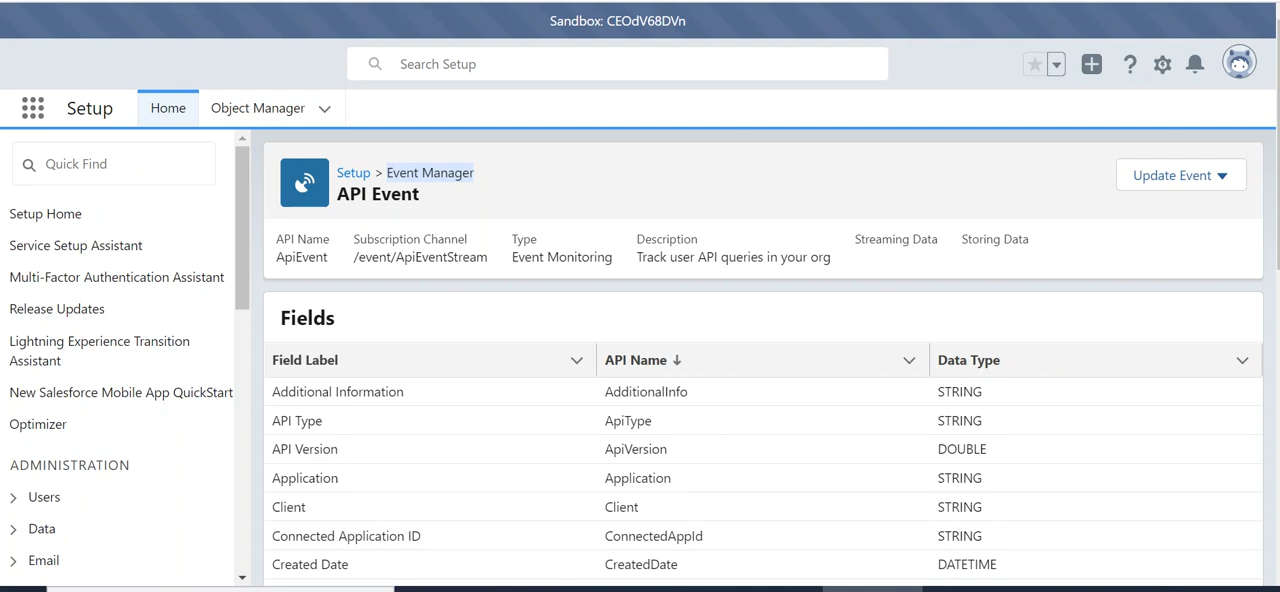 Sandbox: CEOdV68DVn
Search Setup
Setup
Home
Object Manager
Quick Find
Setup Home
Service Setup Assistant
Multi-Factor Authentication Assistant
Release Updates
Lightning Experience Transition
Assistant
New Salesforce Mobile App QuickStart
Optimizer
ADMINISTRATION
Users
Data
Email
Setup > Event Manager
API Event
Update Event
API Name Subscription Channel Type Description Streaming Data Storing Data
ApiEvent /event/ApiEventStream Event Monitoring Track user API queries in your org
Fields
Field Label API Name Data Type
Additional Information AdditionalInfo STRING
API Type ApiType STRING
API Version ApiVersion DOUBLE
Application Application STRING
Client Client STRING
Connected Application ID ConnectedAppId STRING
Created Date CreatedDate DATETIME